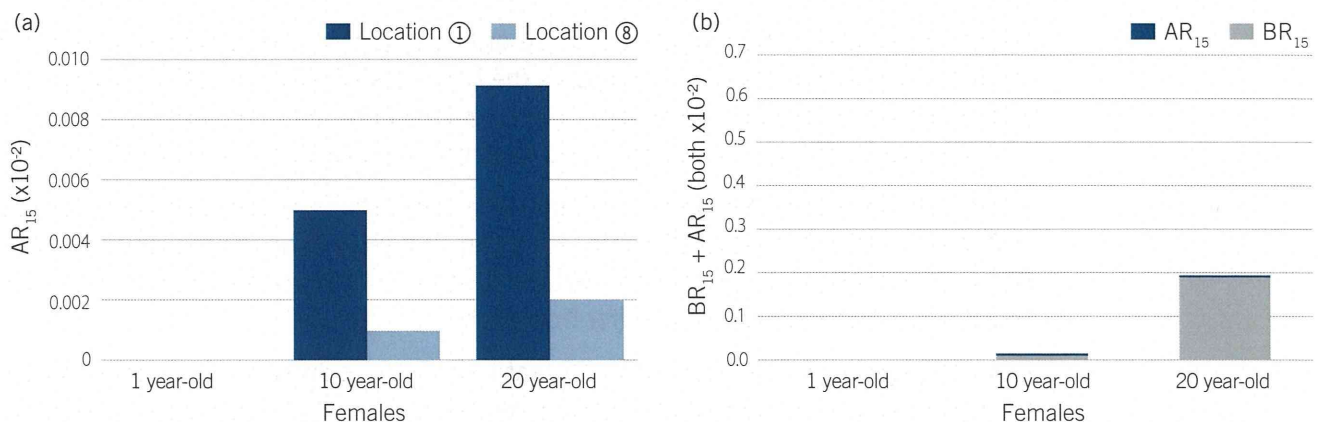 (a)
Location ① Location ⑧
0.010
0.008
0.006
0.004
0.002
0
AR₁₅ (x10⁻²)
1 year-old 10 year-old 20 year-old
Females
(b)
AR₁₅ BR₁₅
0.7
0.6
0.5
0.4
0.3
0.2
0.1
0.0
BR₁₅ + AR₁₅ (both x10⁻²)
1 year-old 10 year-old 20 year-old
Females